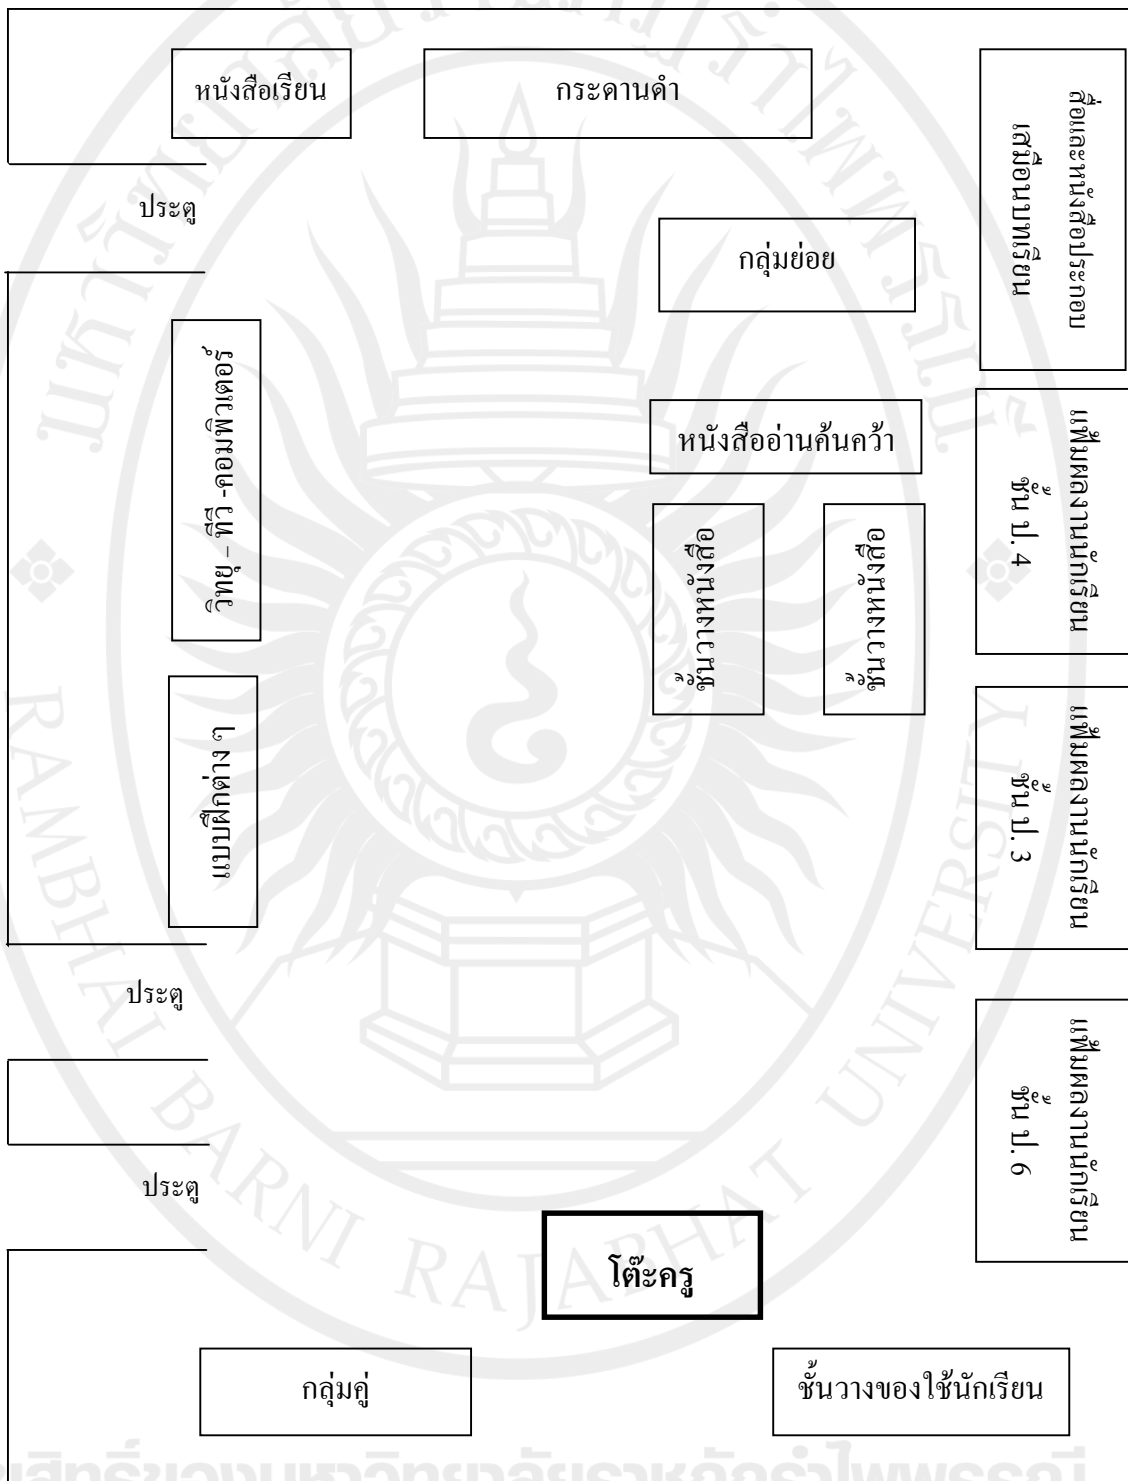 หนังสือเรียน
กระดานดำ
สื่อและหนังสือประกอบ
เสมือนบทเรียน
ประตู
กลุ่มย่อย
วิทยุ – ทีวี -คอมพิวเตอร์
หนังสืออ่านค้นคว้า
แฟ้มผลงานนักเรียน
ชั้น ป. 4
ชั้นวางหนังสือ
ชั้นวางหนังสือ
แบบฝึกต่าง ๆ
แฟ้มผลงานนักเรียน
ชั้น ป. 3
ประตู
แฟ้มผลงานนักเรียน
ชั้น ป. 6
ประตู
โต๊ะครู
กลุ่มคู่
ชั้นวางของใช้นักเรียน
RAMBHAI BARNI RAJABHAT UNIVERSITY